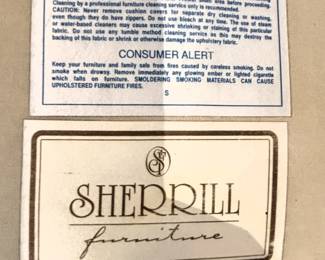 Cleaning by a professional furniture cleaning service only is recommended.
CAUTION: Never remove cushion covers for separate dry cleaning or washing,
even though they do have zippers. Do not use bleach at any time. The use of steam
or water-based cleaners may cause excessive shrinking or staining of this particular
fabric. Do not use any tumble method cleaning service as this may destroy the
backing of this fabric or shrink or otherwise damage the upholstery fabric.
CONSUMER ALERT
Keep your furniture and family safe from fires caused by careless smoking. Do not
smoke when drowsy. Remove immediately any glowing ember or lighted cigarette
which falls on furniture. SMOLDERING SMOKING MATERIALS CAN CAUSE
UPHOLSTERED FURNITURE FIRES.
S
SF
SHERRILL
furniture